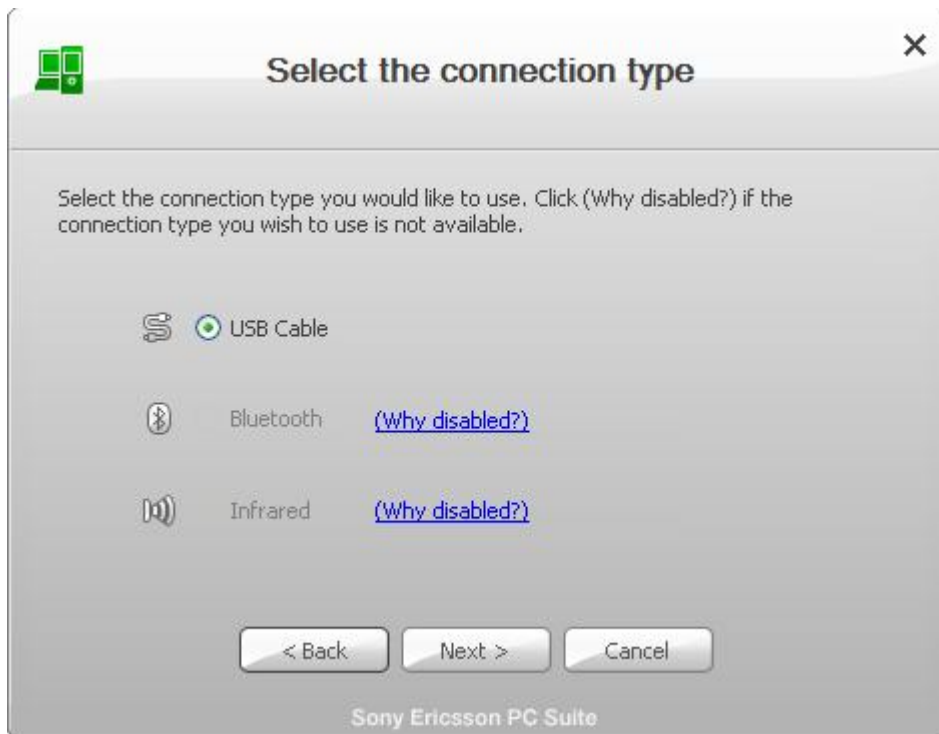 Select the connection type
Select the connection type you would like to use. Click (Why disabled?) if the
connection type you wish to use is not available.
USB Cable
Bluetooth (Why disabled?)
Infrared (Why disabled?)
< Back Next > Cancel
Sony Ericsson PC Suite